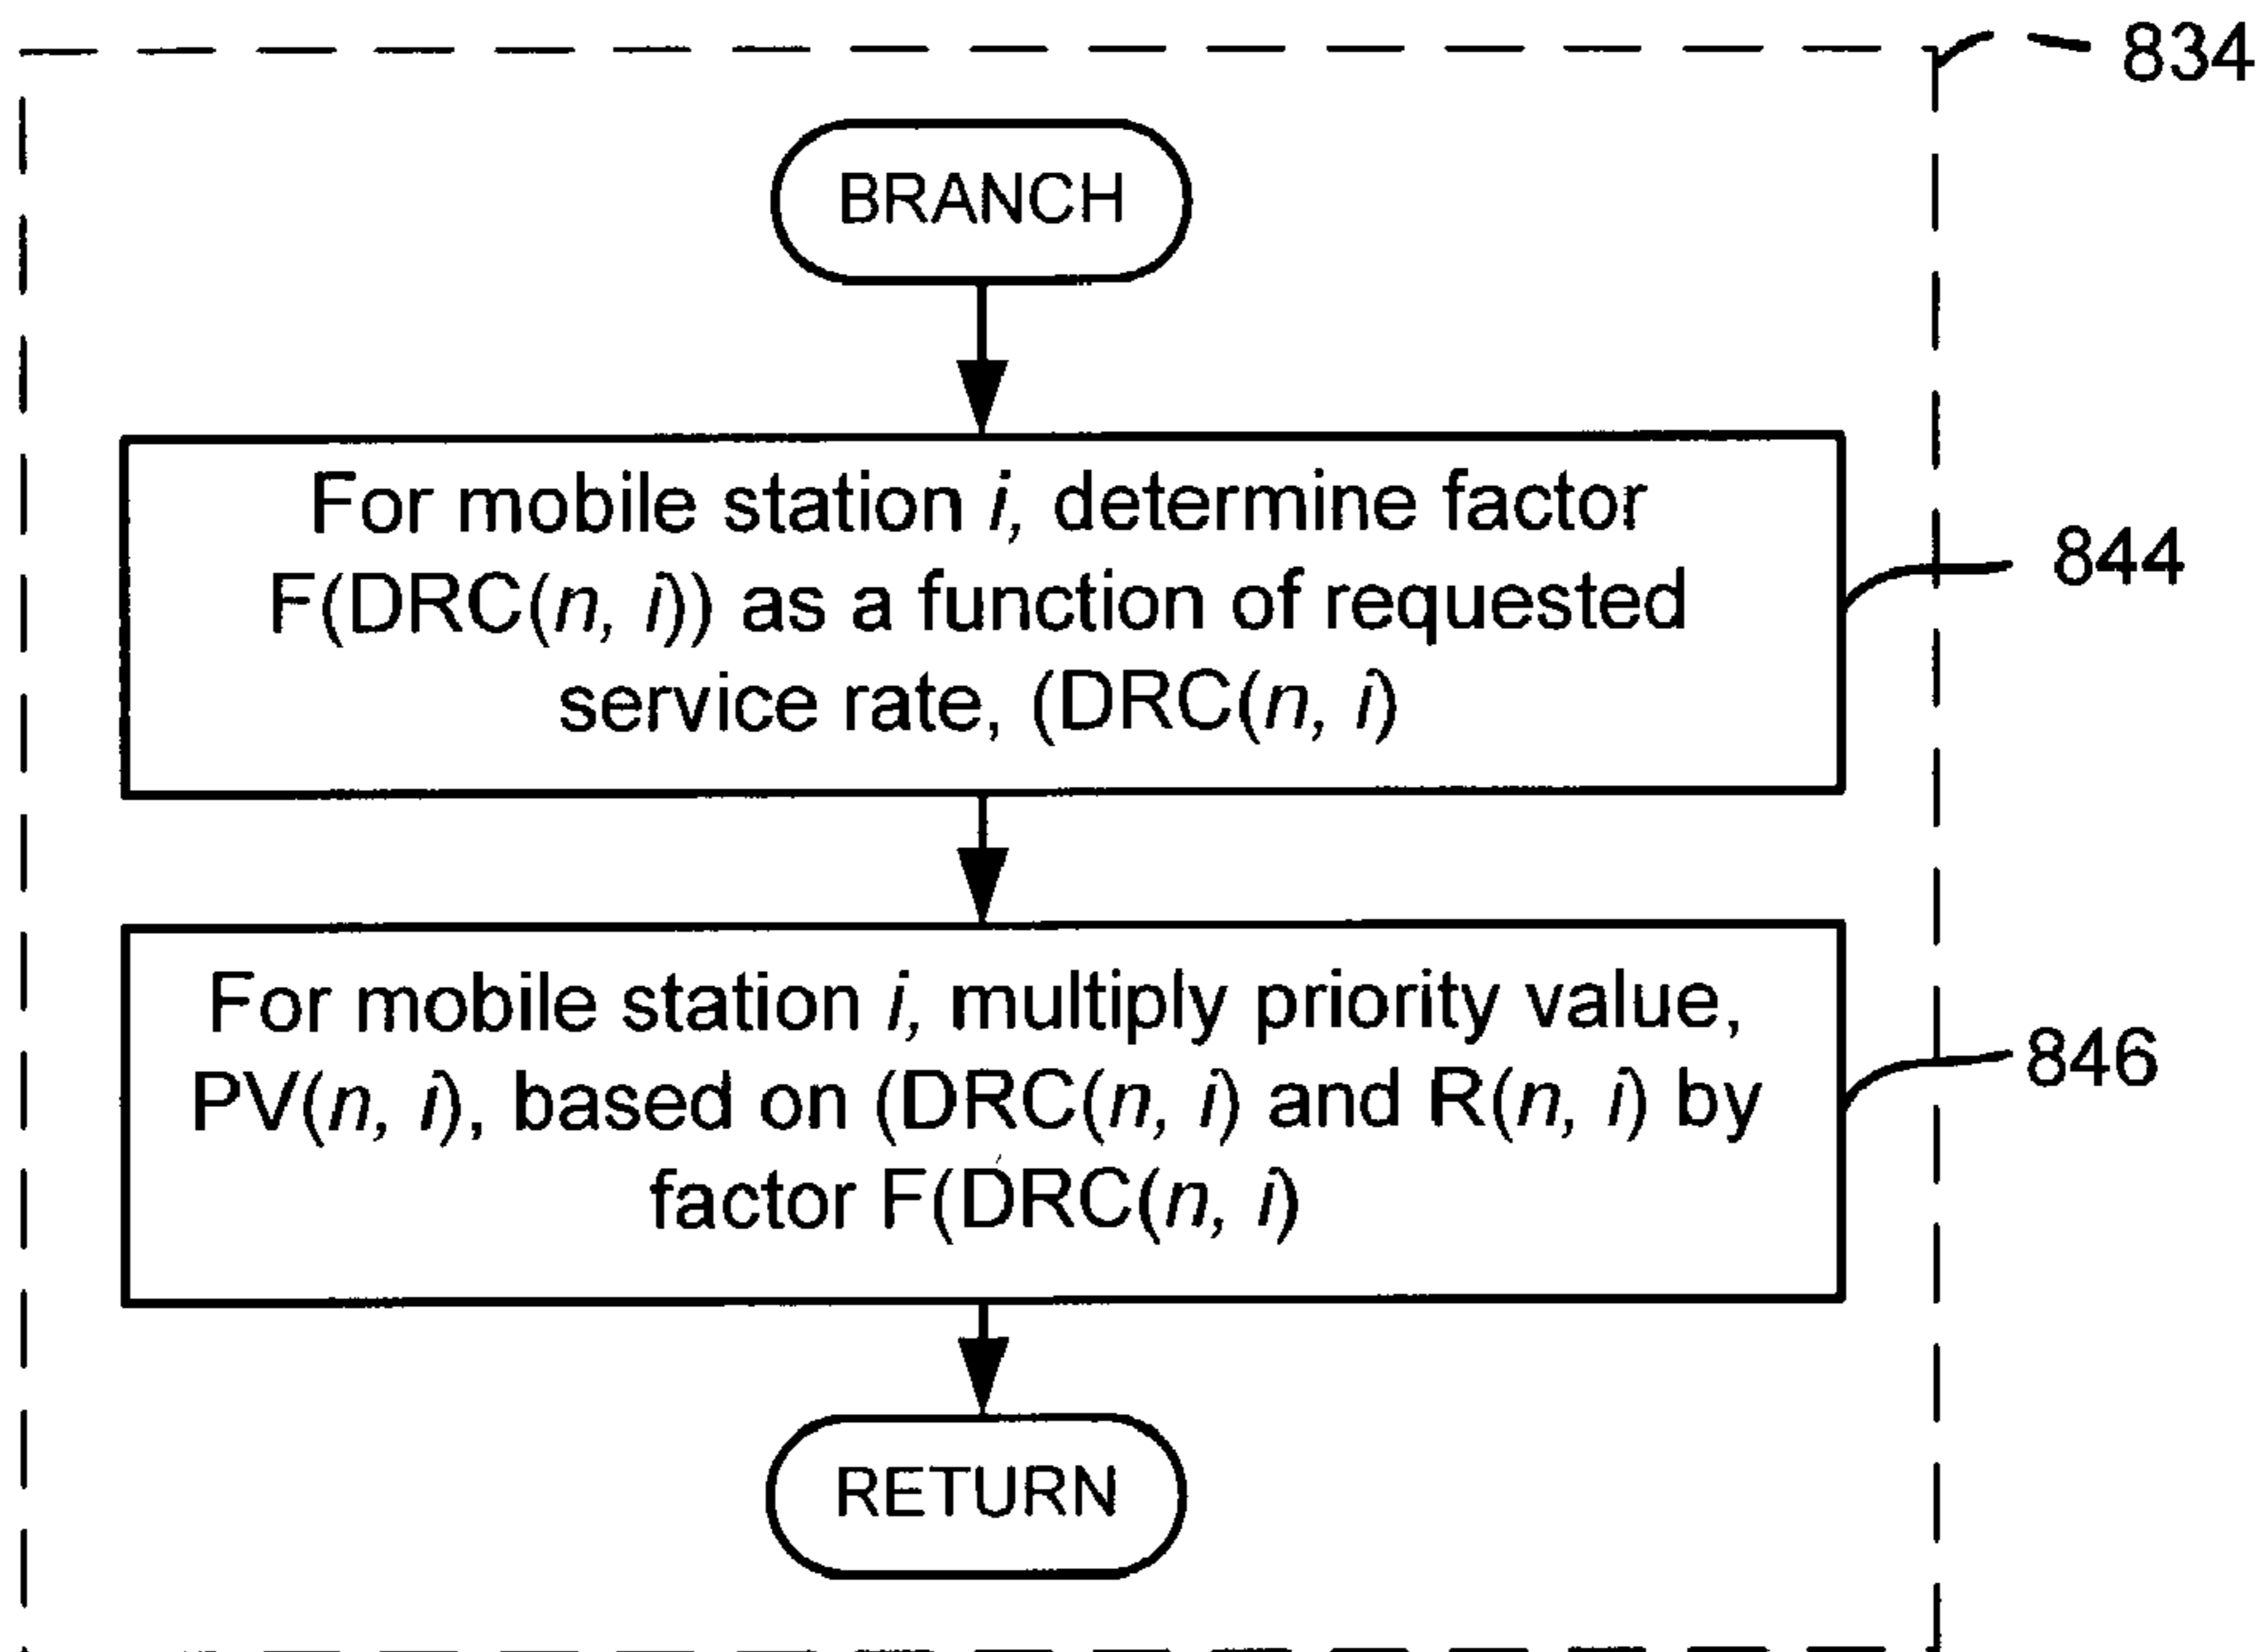 834
BRANCH
For mobile station i, determine factor
F(DRC(n, i)) as a function of requested
service rate, (DRC(n, i)
844
For mobile station i, multiply priority value,
PV(n, i), based on (DRC(n, i) and R(n, i) by
factor F(DRC(n, i)
846
RETURN